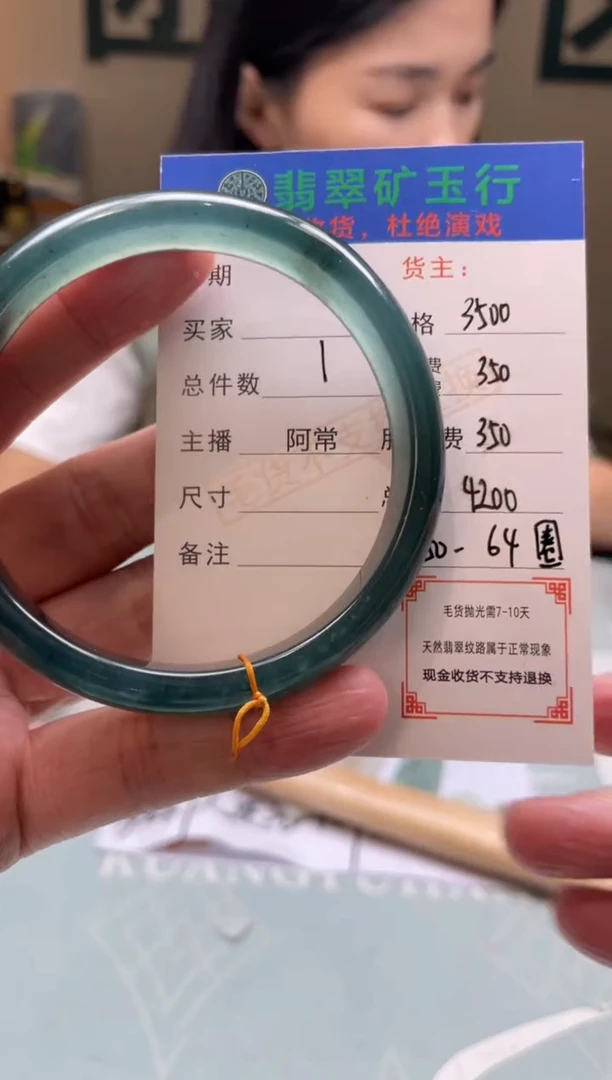 翡翠矿玉行
收货，杜绝演戏
期
货主：
买家
格 3500
总件数 1
费 350
主播 阿常
费 350
尺寸
4200
备注
- 64 圈
毛货抛光需7-10天
天然翡翠纹路属于正常现象
现金收货不支持退换